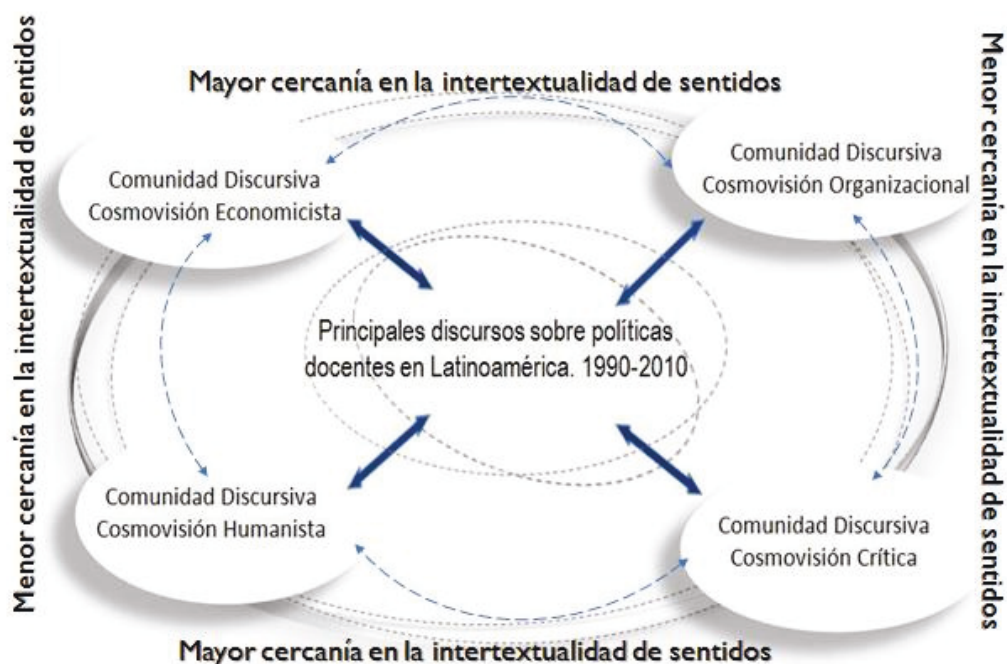 Mayor cercanía en la intertextualidad de sentidos
Menor cercanía en la intertextualidad de sentidos
Menor cercanía en la intertextualidad de sentidos
Comunidad Discursiva
Cosmovisión Economicista
Comunidad Discursiva
Cosmovisión Organizacional
Principales discursos sobre políticas
docentes en Latinoamérica. 1990-2010
Comunidad Discursiva
Cosmovisión Humanista
Comunidad Discursiva
Cosmovisión Crítica
Mayor cercanía en la intertextualidad de sentidos